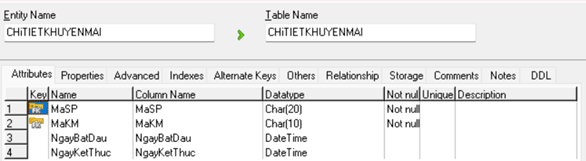 Entity Name Table Name
CHiTIETKHUYENMAI CHiTIETKHUYENMAI
Attributes Properties Advanced Indexes Alternate Keys Others Relationship Storage Comments Notes DDL
Key Name Column Name Datatype Not nul Unique Description
1 MaSP MaSP Char(20) Not null
2 MaKM MaKM Char(10) Not null
3 NgayBatDau NgayBatDau DateTime
4 NgayKetThuc NgayKetThuc DateTime